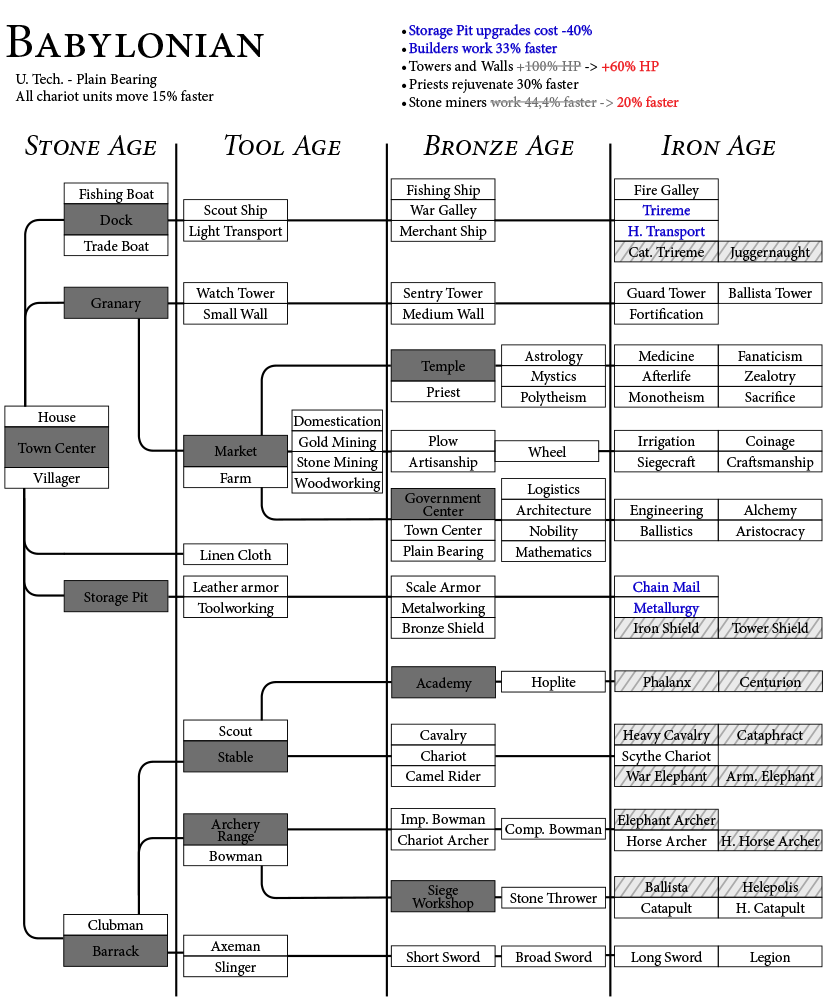 BABYLONIAN
U. Tech. - Plain Bearing
All chariot units move 15% faster
• Storage Pit upgrades cost -40%
• Builders work 33% faster
• Towers and Walls +100% HP -> +60% HP
• Priests rejuvenate 30% faster
• Stone miners work 44,4% faster -> 20% faster
STONE AGE
TOOL AGE
BRONZE AGE
IRON AGE
Fishing Boat
Dock
Trade Boat
Scout Ship
Light Transport
Fishing Ship
War Galley
Merchant Ship
Fire Galley
Trireme
H. Transport
Cat. Trireme
Juggernaught
Granary
Watch Tower
Small Wall
Sentry Tower
Medium Wall
Guard Tower
Ballista Tower
Fortification
Temple
Priest
Astrology
Mystics
Polytheism
Medicine
Fanaticism
Afterlife
Zealotry
Monotheism
Sacrifice
House
Town Center
Villager
Market
Farm
Domestication
Gold Mining
Stone Mining
Woodworking
Plow
Artisanship
Wheel
Irrigation
Coinage
Siegecraft
Craftsmanship
Government
Center
Town Center
Plain Bearing
Logistics
Architecture
Nobility
Mathematics
Engineering
Alchemy
Ballistics
Aristocracy
Linen Cloth
Storage Pit
Leather armor
Toolworking
Scale Armor
Metalworking
Bronze Shield
Chain Mail
Metallurgy
Iron Shield
Tower Shield
Academy
Hoplite
Phalanx
Centurion
Scout
Stable
Cavalry
Chariot
Camel Rider
Heavy Cavalry
Cataphract
Scythe Chariot
War Elephant
Arm. Elephant
Archery
Range
Bowman
Imp. Bowman
Chariot Archer
Comp. Bowman
Elephant Archer
Horse Archer
H. Horse Archer
Siege
Workshop
Stone Thrower
Ballista
Helepolis
Catapult
H. Catapult
Clubman
Barrack
Axeman
Slinger
Short Sword
Broad Sword
Long Sword
Legion